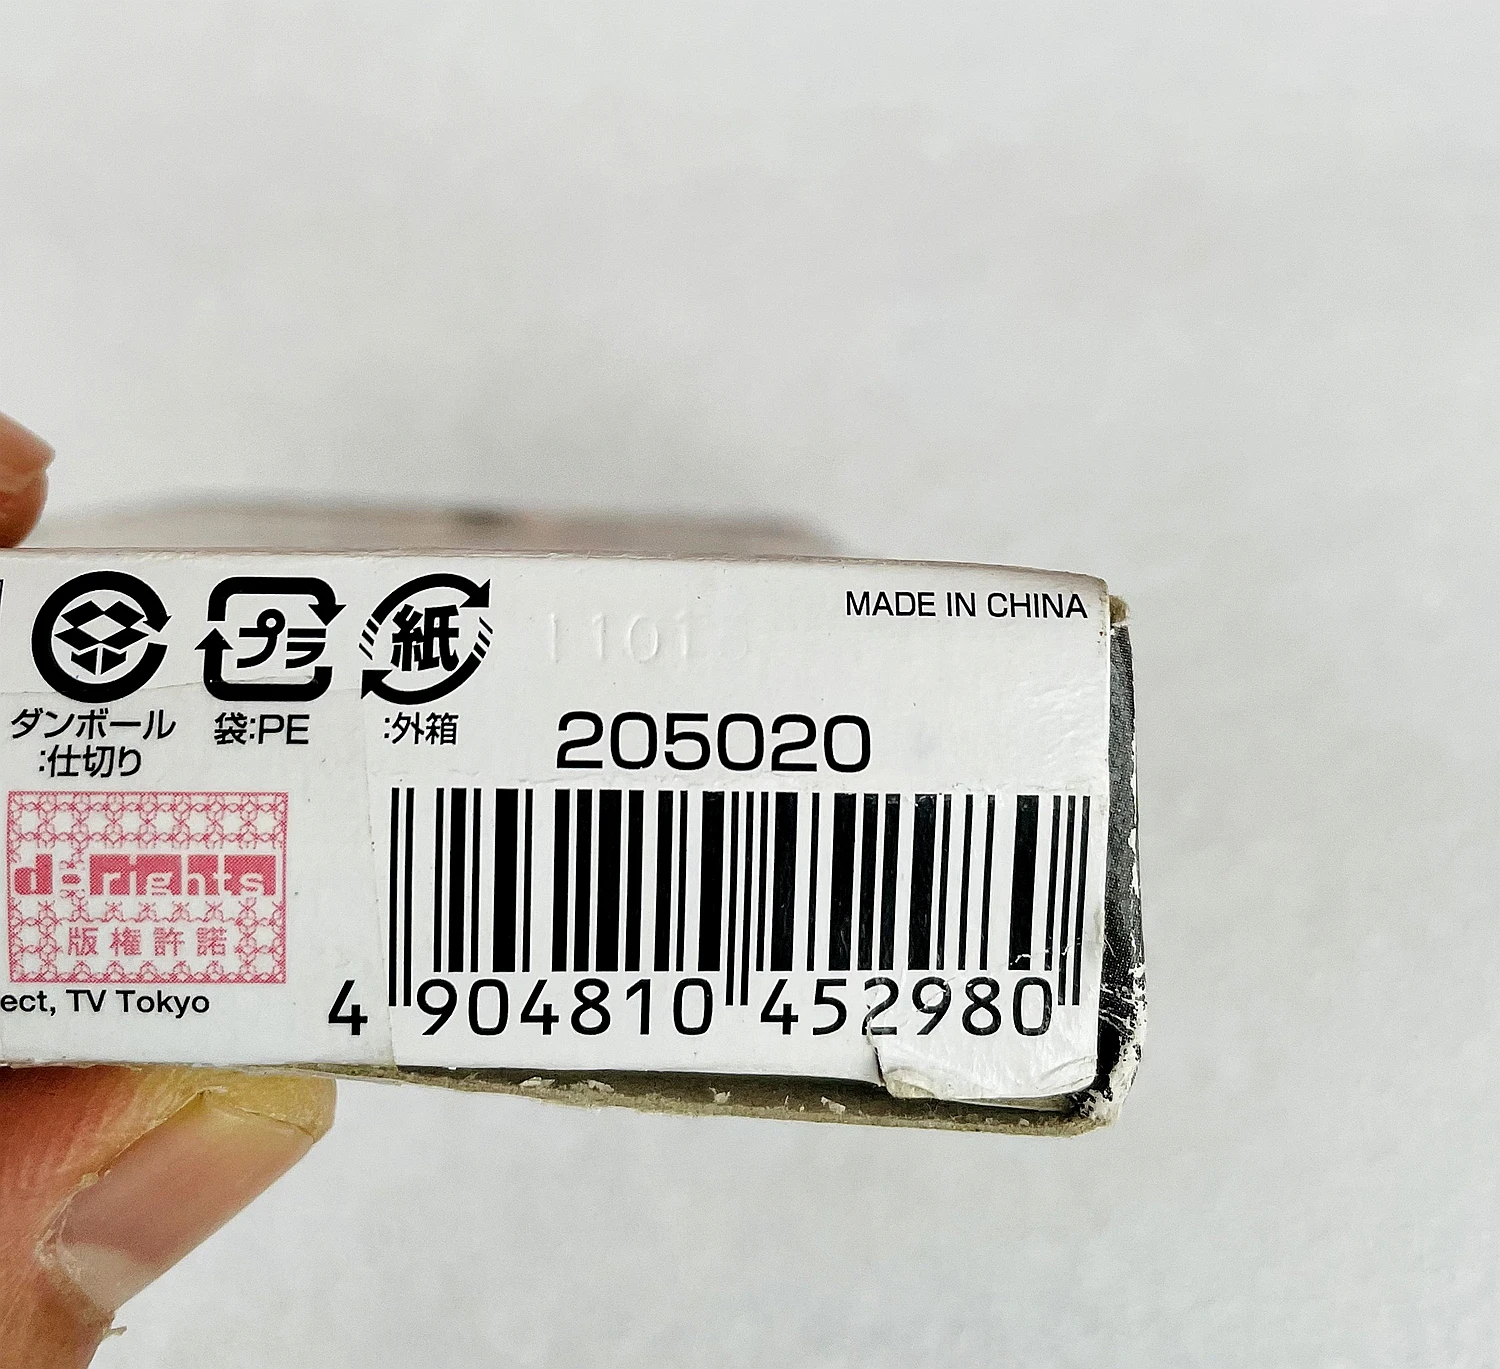 プラ
紙
MADE IN CHINA
ダンボール
:仕切り
袋:PE
:外箱
205020
d-rights
版権許諾
ect, TV Tokyo
4 904810 452980